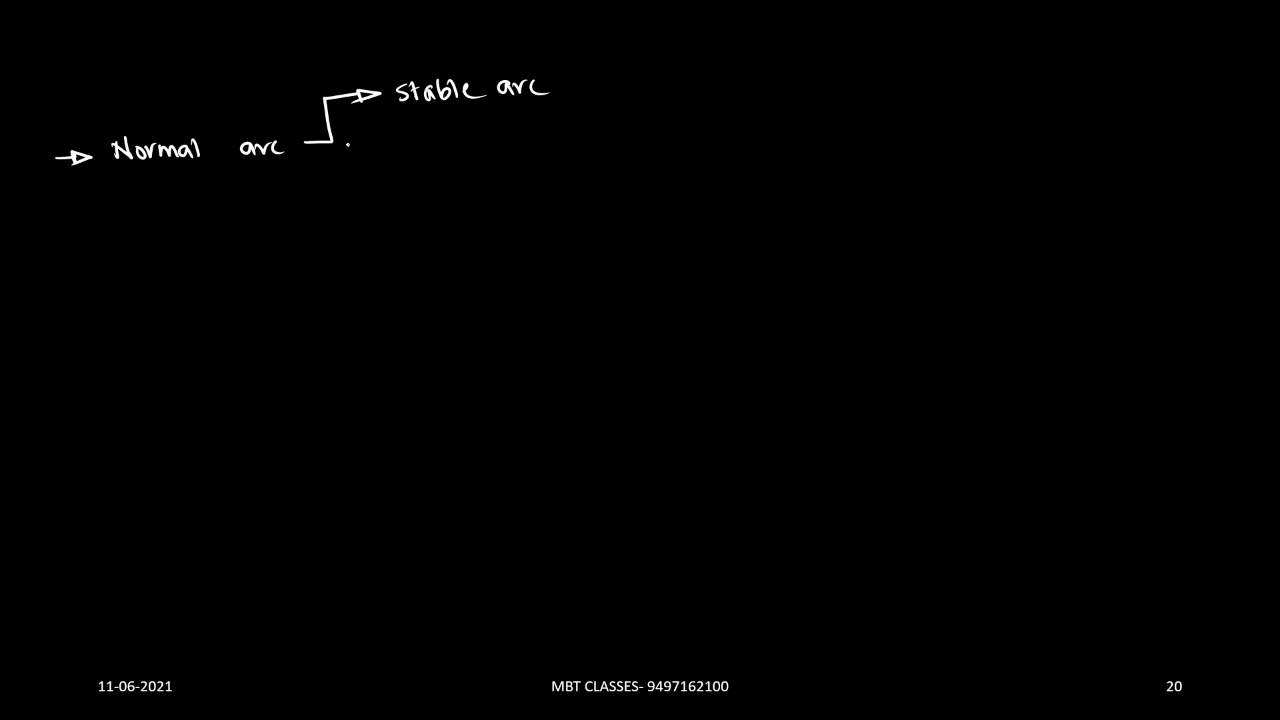 stable arc
→ Normal arc
11-06-2021 MBT CLASSES- 9497162100 20